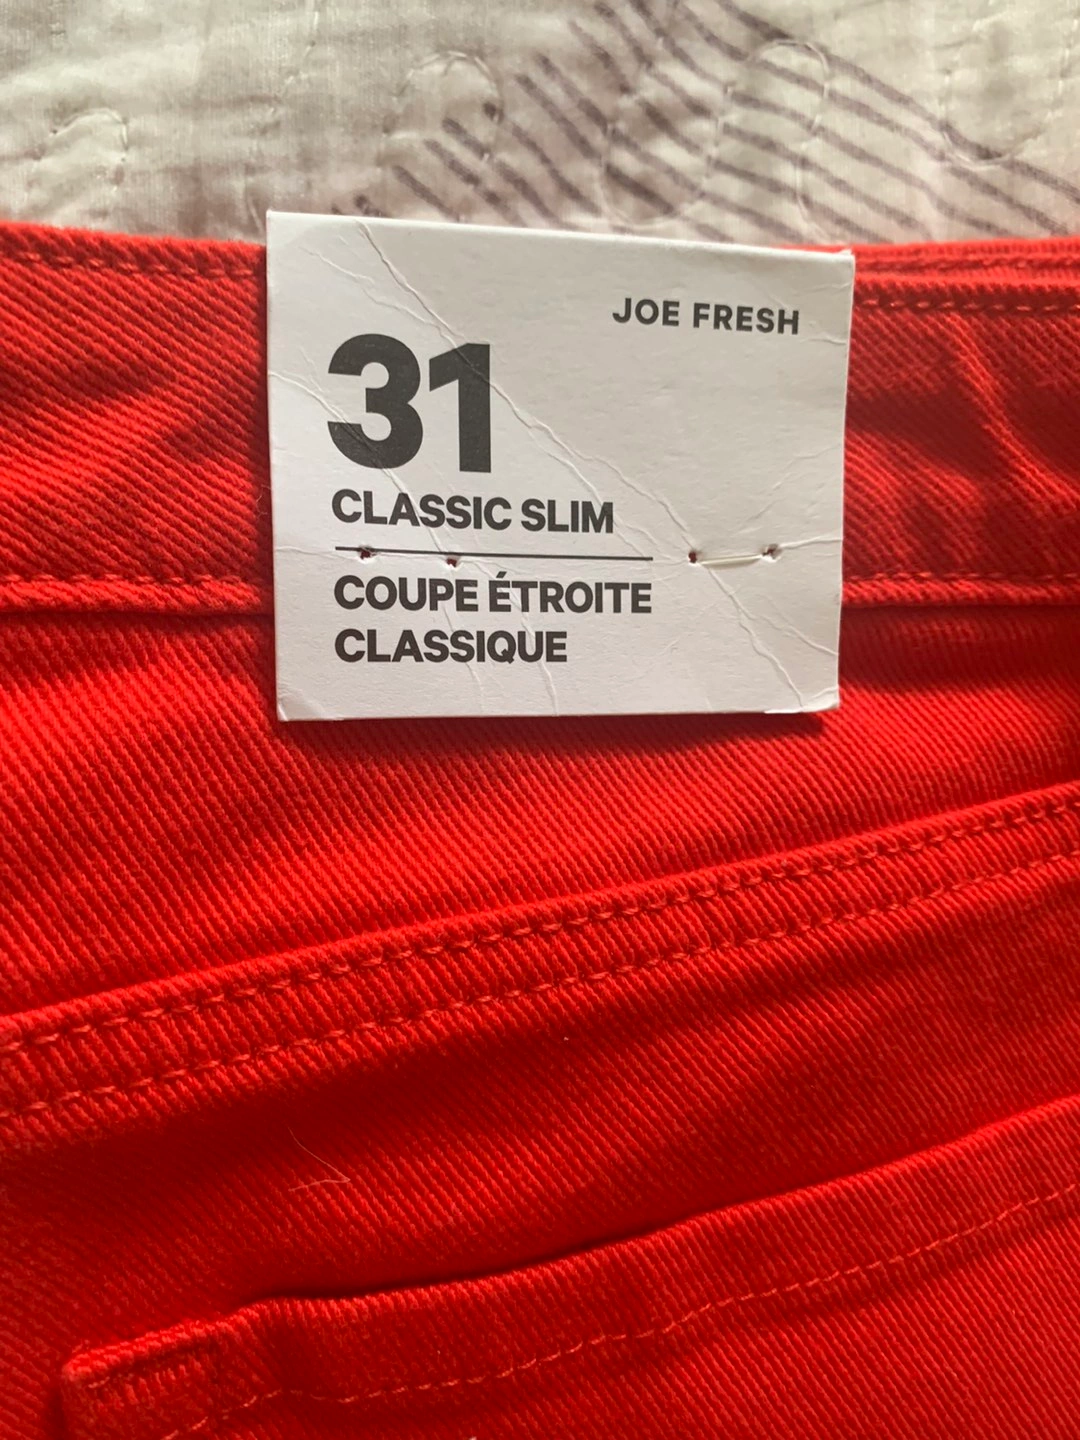 JOE FRESH
31
CLASSIC SLIM
COUPE ÉTROITE
CLASSIQUE